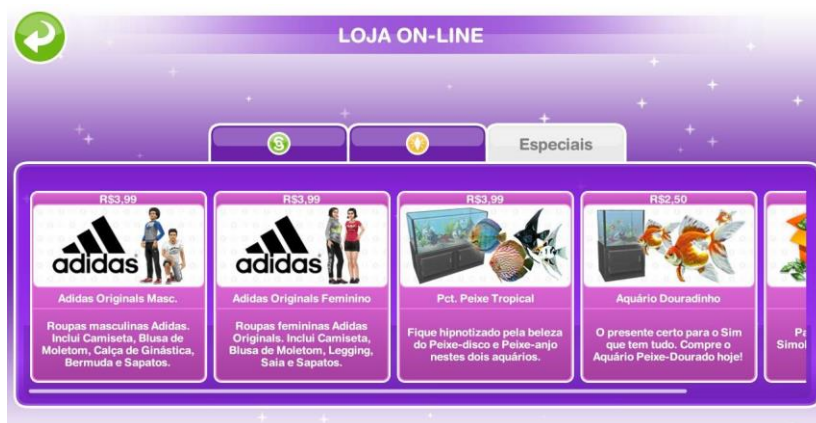 LOJA ON-LINE
Especiais
R$3,99
adidas
Adidas Originals Masc.
Roupas masculinas Adidas.
Inclui Camiseta, Blusa de
Moletom, Calça de Ginástica,
Bermuda e Sapatos.
R$3,99
adidas
Adidas Originals Feminino
Roupas femininas Adidas
Originals. Inclui Camiseta,
Blusa de Moletom, Legging,
Saia e Sapatos.
R$3,99
Pct. Peixe Tropical
Fique hipnotizado pela beleza
do Peixe-disco e Peixe-anjo
nestes dois aquários.
R$2,50
Aquário Douradinho
O presente certo para o Sim
que tem tudo. Compre o
Aquário Peixe-Dourado hoje!